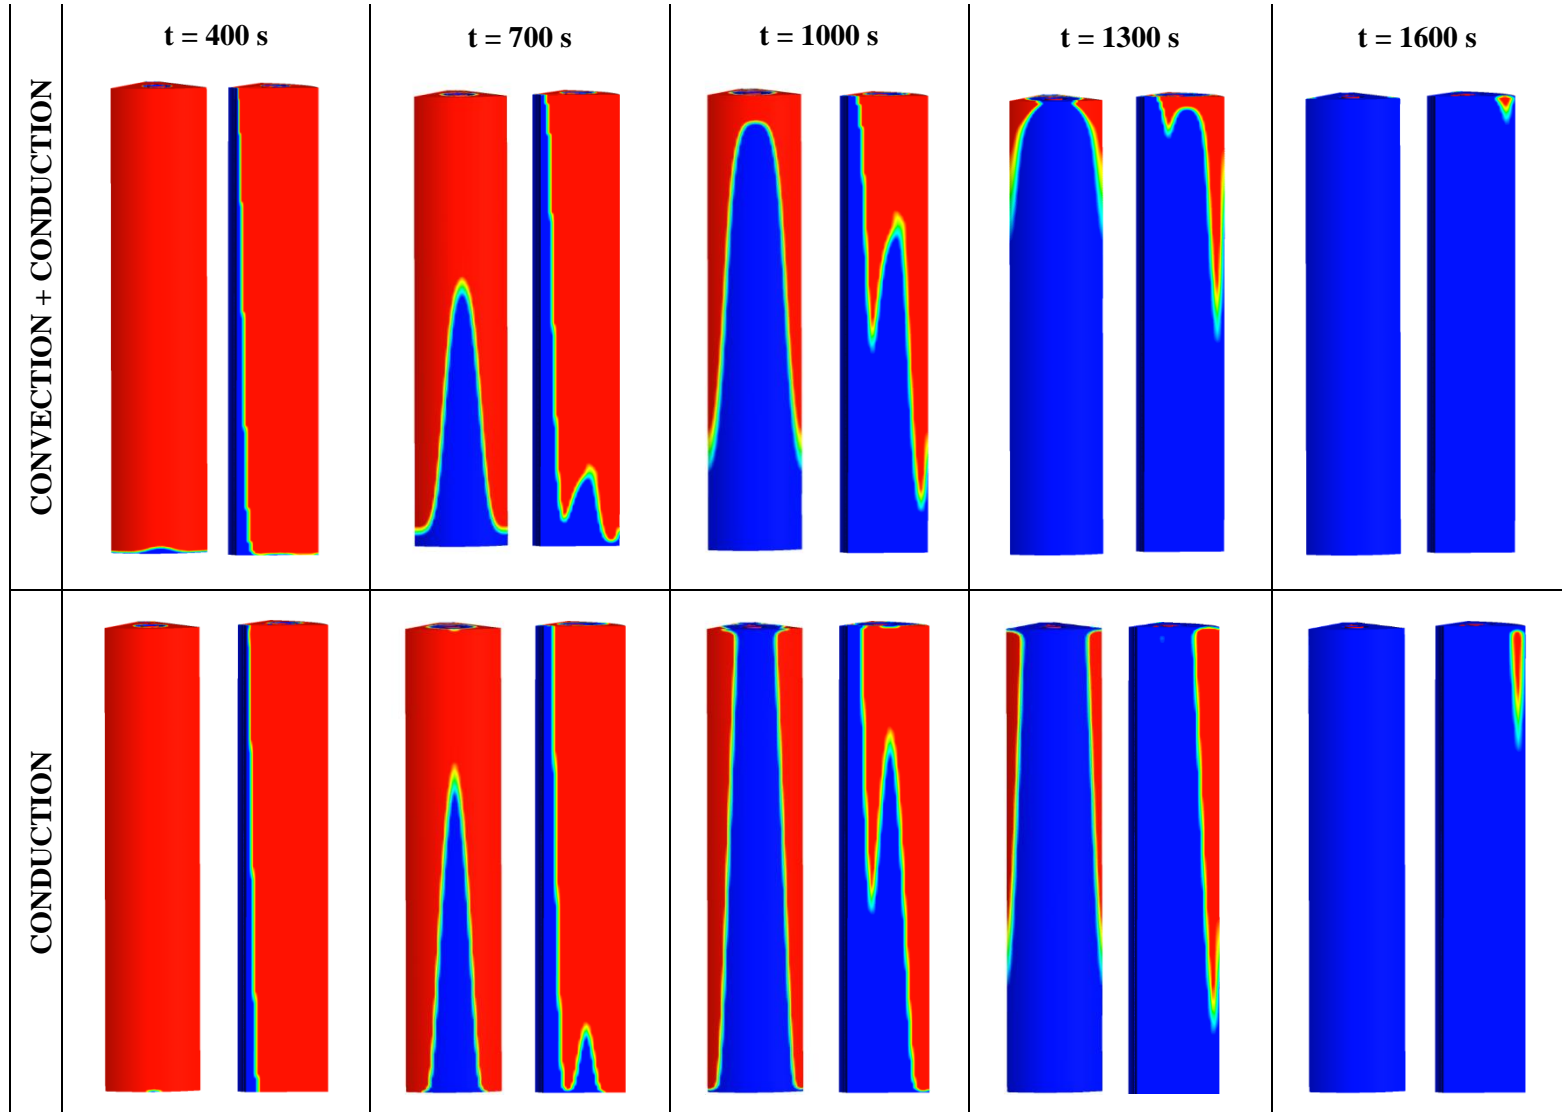 t = 400 s
t = 700 s
t = 1000 s
t = 1300 s
t = 1600 s
CONVECTION + CONDUCTION
CONDUCTION